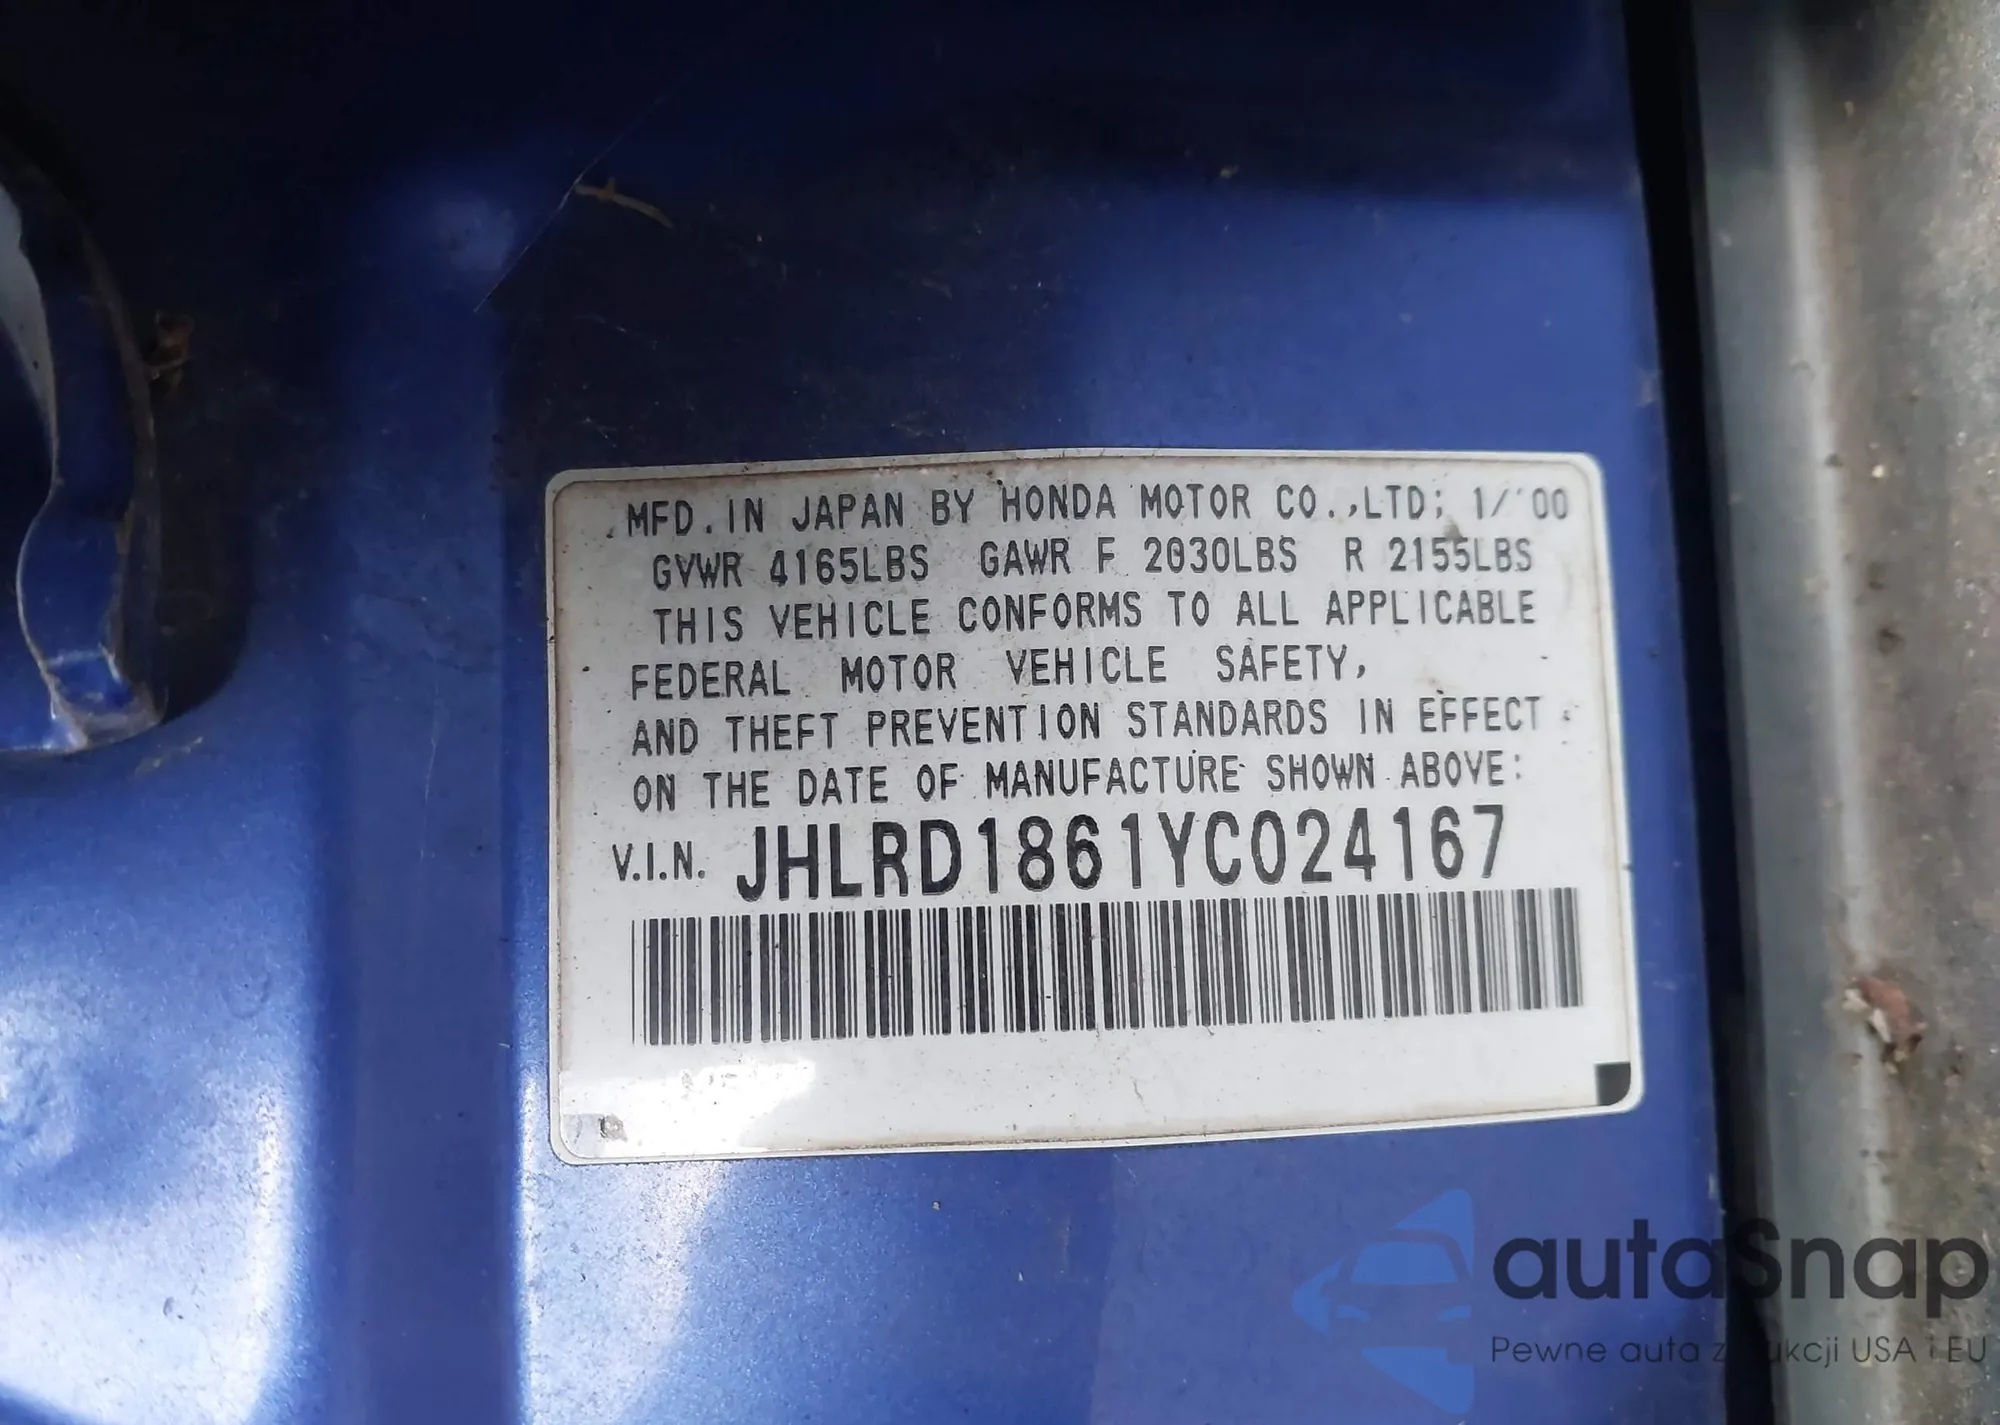 MFD. IN JAPAN BY HONDA MOTOR CO.,LTD; 1/'00
GVWR 4165LBS GAWR F 2030LBS R 2155LBS
THIS VEHICLE CONFORMS TO ALL APPLICABLE
FEDERAL MOTOR VEHICLE SAFETY,
AND THEFT PREVENTION STANDARDS IN EFFECT
ON THE DATE OF MANUFACTURE SHOWN ABOVE:
V.I.N. JHLRD1861YC024167
autaSnap
Pewne auta z aukcji USA i EU